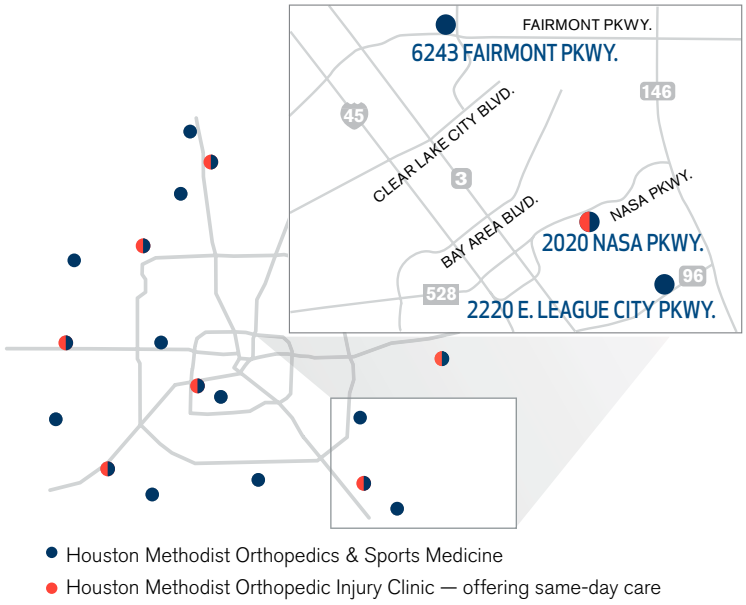 FAIRMONT PKWY.
6243 FAIRMONT PKWY.
146
45
CLEAR LAKE CITY BLVD.
3
NASA PKWY.
BAY AREA BLVD.
2020 NASA PKWY.
96
528
2220 E. LEAGUE CITY PKWY.
Houston Methodist Orthopedics & Sports Medicine
Houston Methodist Orthopedic Injury Clinic — offering same-day care